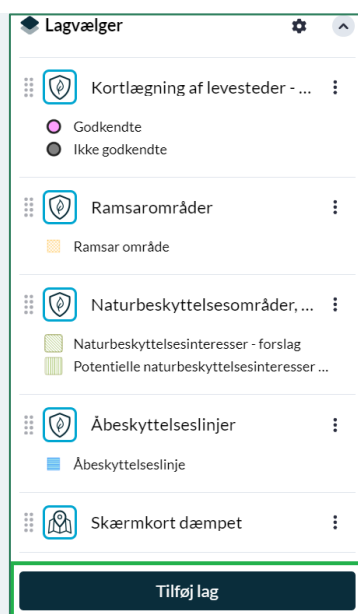 Lagvælger
Kortlægning af levesteder - ...
Godkendte
Ikke godkendte
Ramsarområder
Ramsar område
Naturbeskyttelsesområder, ...
Naturbeskyttelsesinteresser - forslag
Potentielle naturbeskyttelsesinteresser ...
Åbeskyttelseslinjer
Åbeskyttelseslinje
Skærmkort dæmpet
Tilføj lag